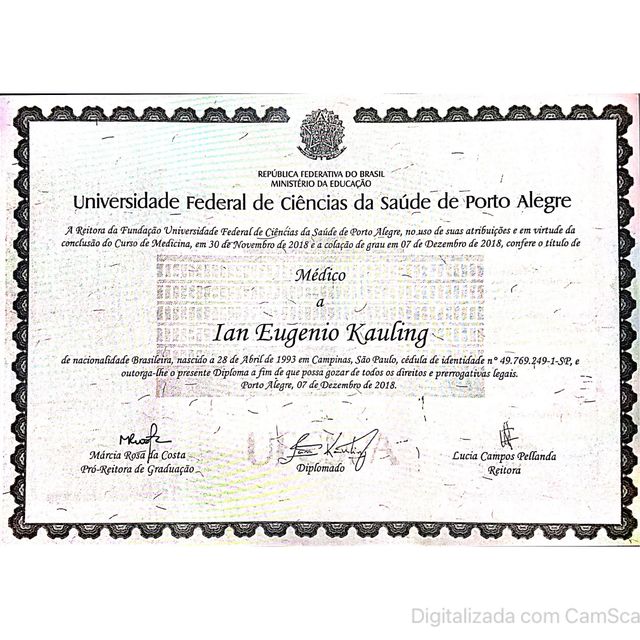 REPÚBLICA FEDERATIVA DO BRASIL
MINISTÉRIO DA EDUCAÇÃO
Universidade Federal de Ciências da Saúde de Porto Alegre
A Reitora da Fundação Universidade Federal de Ciências da Saúde de Porto Alegre, no uso de suas atribuições e em virtude da
conclusão do Curso de Medicina, em 30 de Novembro de 2018 e a colação de grau em 07 de Dezembro de 2018, confere o título de
Médico
a
Ian Eugenio Kauling
de nacionalidade Brasileira, nascido a 28 de Abril de 1993 em Campinas, São Paulo, cédula de identidade nº 49.769.249-1-SP, e
outorga-lhe o presente Diploma a fim de que possa gozar de todos os direitos e prerrogativas legais.
Porto Alegre, 07 de Dezembro de 2018.
Ian Kauling
Márcia Rosa da Costa
Pró-Reitora de Graduação
Diplomado
Lucia Campos Pellanda
Reitora
Digitalizada com CamSca